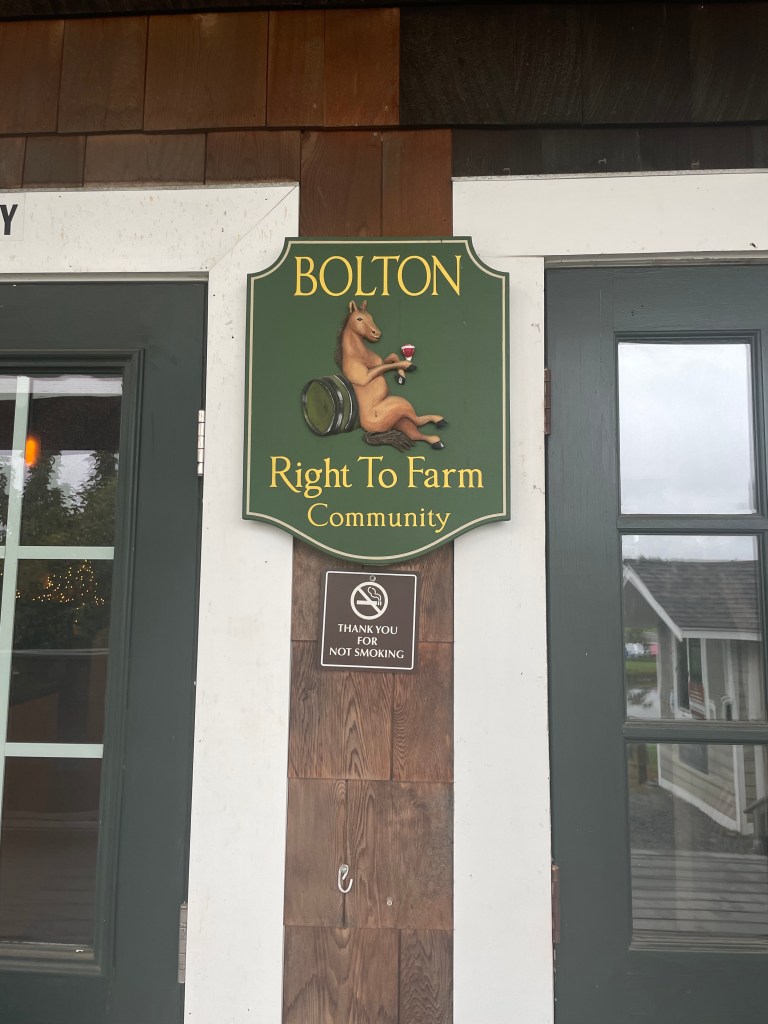 Y
BOLTON
Right To Farm
Community
THANK YOU
FOR
NOT SMOKING